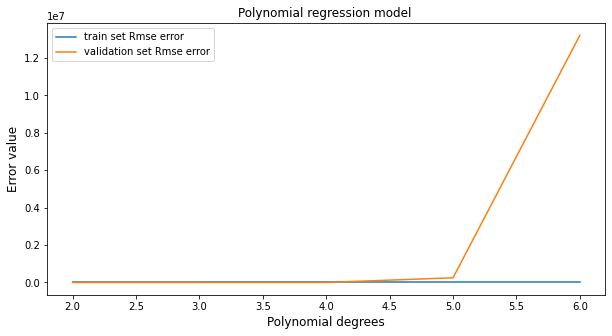 Polynomial regression model
1e7
train set Rmse error
validation set Rmse error
1.2
1.0
0.8
0.6
0.4
0.2
0.0
Error value
2.0 2.5 3.0 3.5 4.0 4.5 5.0 5.5 6.0
Polynomial degrees